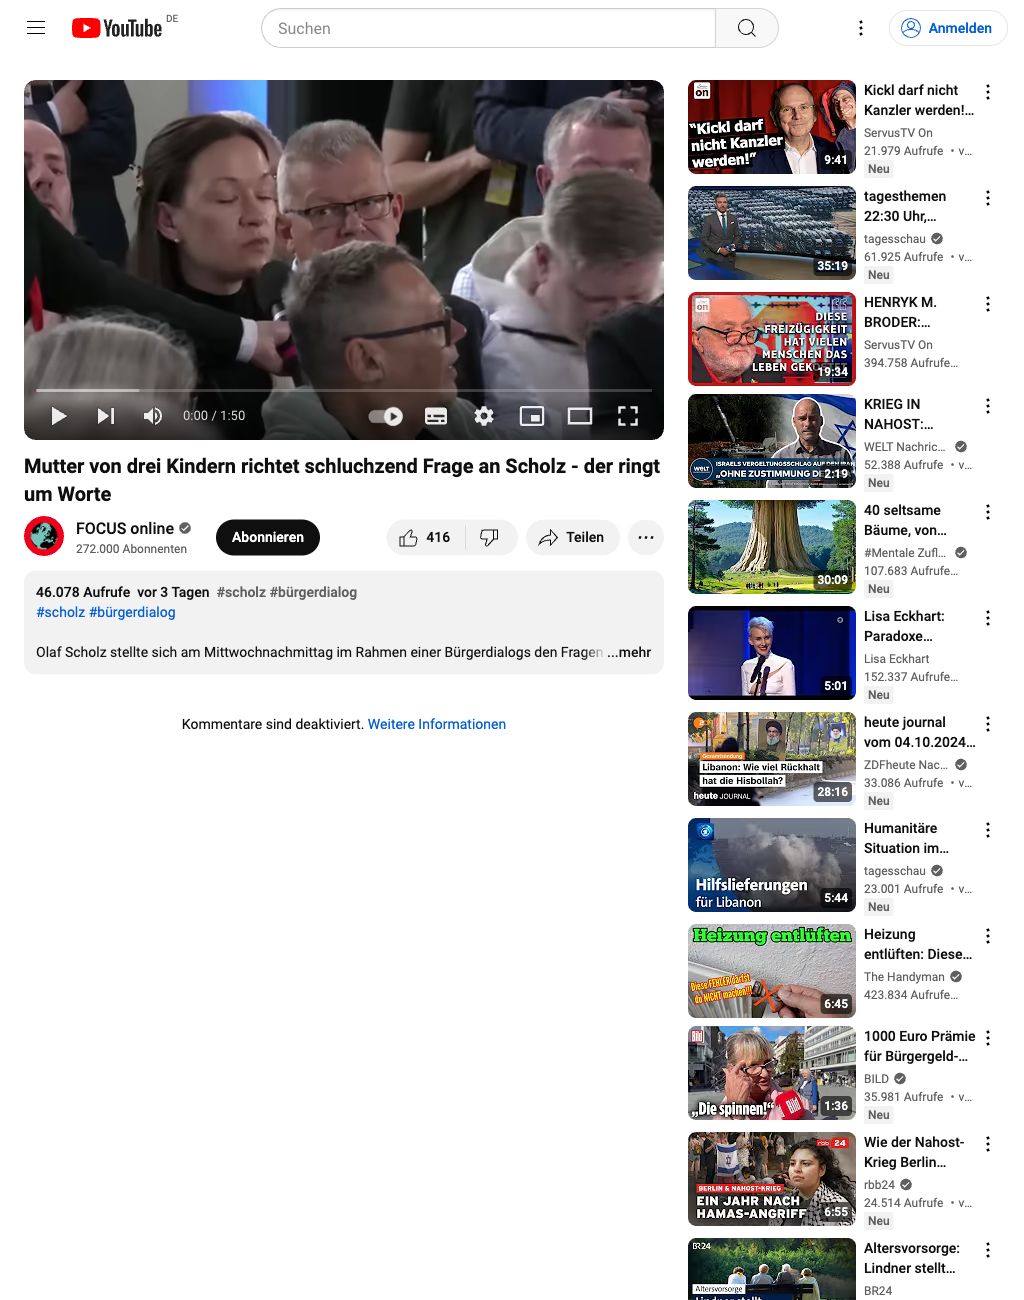 YouTube DE
Suchen
Anmelden
0:00 / 1:50
Mutter von drei Kindern richtet schluchzend Frage an Scholz - der ringt
um Worte
FOCUS online
272.000 Abonnenten
Abonnieren
416
Teilen
46.078 Aufrufe vor 3 Tagen #scholz #bürgerdialog
#scholz #bürgerdialog
Olaf Scholz stellte sich am Mittwochnachmittag im Rahmen einer Bürgerdialogs den Fragen ...mehr
Kommentare sind deaktiviert. Weitere Informationen
on
"Kickl darf
nicht Kanzler
werden!"
9:41
Kickl darf nicht
Kanzler werden!...
ServusTV On
21.979 Aufrufe • v...
Neu
35:19
tagesthemen
22:30 Uhr,...
tagesschau
61.925 Aufrufe • v...
Neu
on
DIESE
FREIZÜGIGKEIT
HAT VIELEN
MENSCHEN DAS
LEBEN GEK
19:34
HENRYK M.
BRODER:...
ServusTV On
394.758 Aufrufe...
welt
ISRAELS VERGELTUNGSSCHLAG AUF DEN IRAN
„OHNE ZUSTIMMUNG DE
2:19
KRIEG IN
NAHOST:...
WELT Nachric...
52.388 Aufrufe • v...
Neu
30:09
40 seltsame
Bäume, von...
#Mentale Zufl...
107.683 Aufrufe...
Neu
5:01
Lisa Eckhart:
Paradoxe...
Lisa Eckhart
152.337 Aufrufe...
Neu
Gesamtsendung
Libanon: Wie viel Rückhalt
hat die Hisbollah?
heute JOURNAL
28:16
heute journal
vom 04.10.2024...
ZDFheute Nac...
33.086 Aufrufe • v...
Neu
Hilfslieferungen
für Libanon
5:44
Humanitäre
Situation im...
tagesschau
23.001 Aufrufe • v...
Neu
Heizung entlüften
Diese FEHLER darfst
du NICHT machen!!!
6:45
Heizung
entlüften: Diese...
The Handyman
423.834 Aufrufe...
Bild
„Die spinnen!“
Bild
1:36
1000 Euro Prämie
für Bürgergeld-...
BILD
35.981 Aufrufe • v...
Neu
rbb 24
BERLIN & NAHOST-KRIEG
EIN JAHR NACH
HAMAS-ANGRIFF
6:55
Wie der Nahost-
Krieg Berlin...
rbb24
24.514 Aufrufe • v...
Neu
BR24
Altersvorsorge
Lindner stellt
Altersvorsorge:
Lindner stellt...
BR24